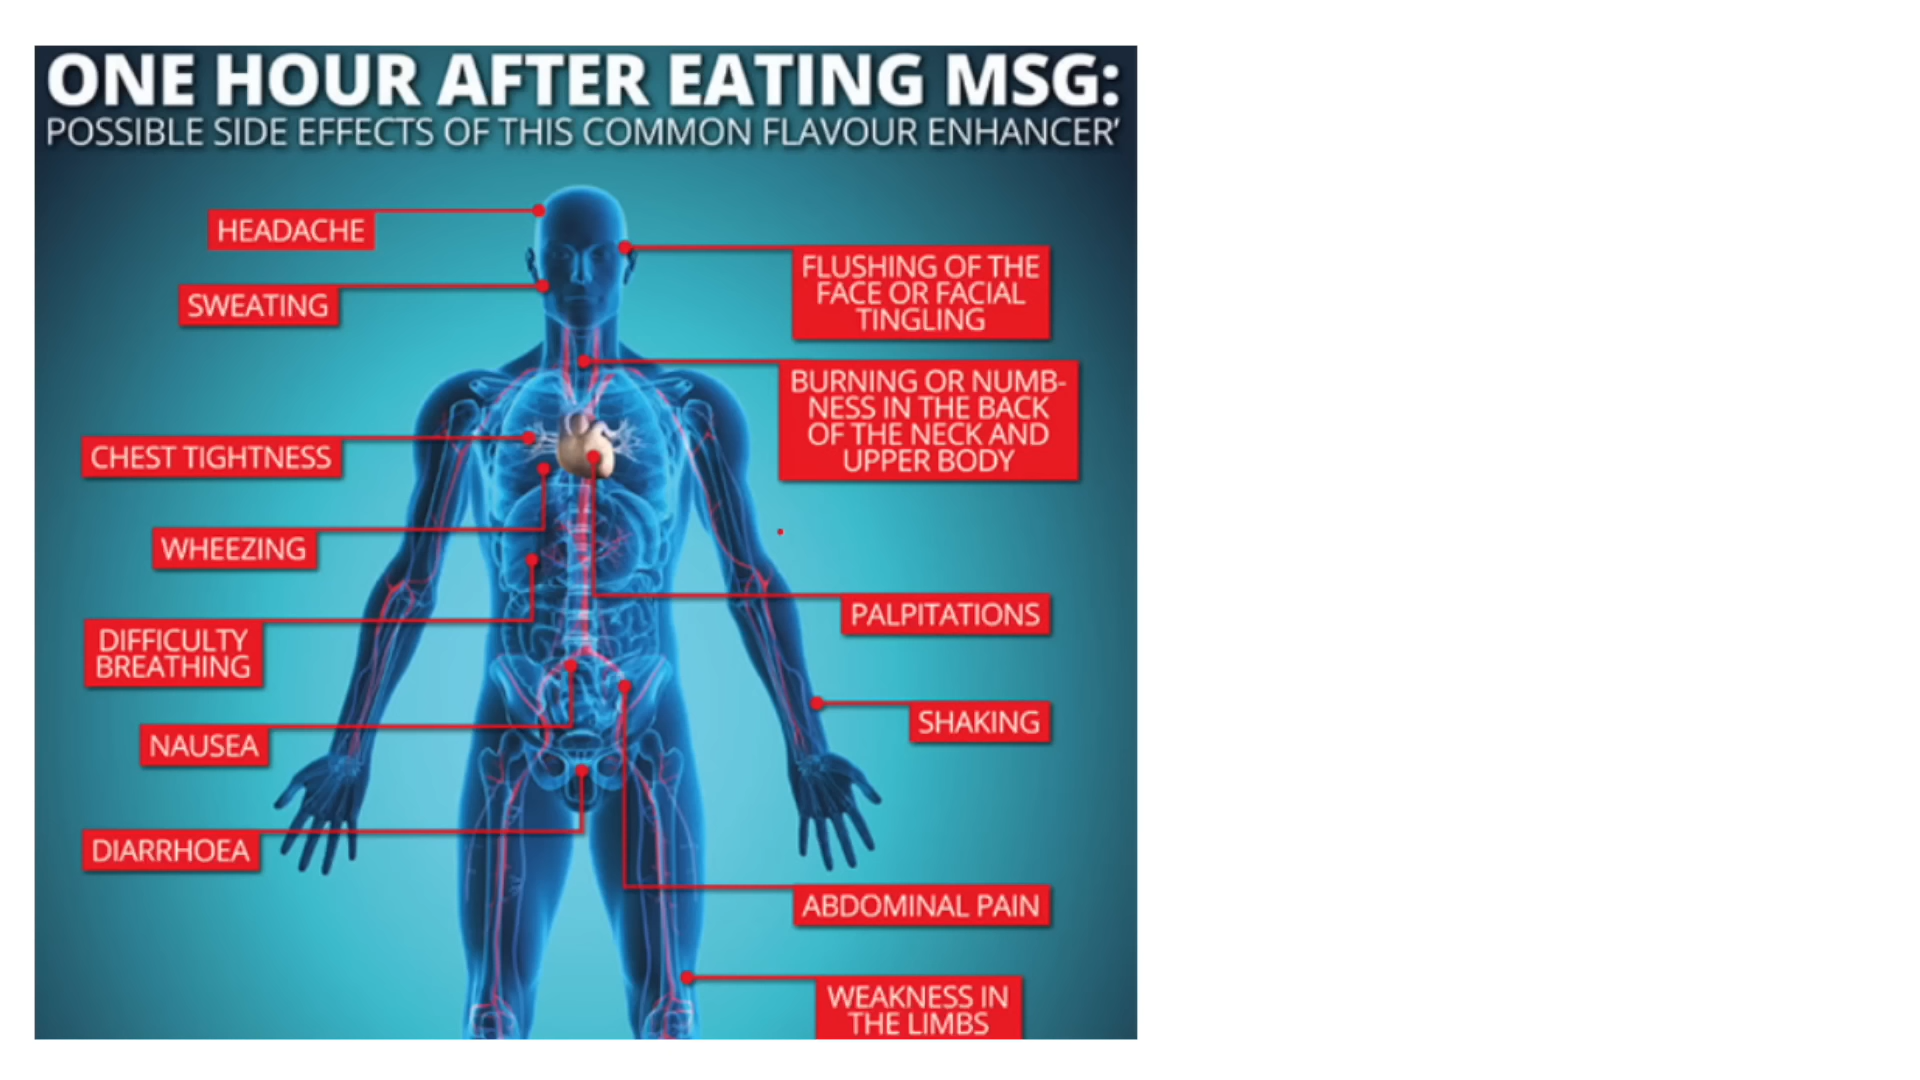 ONE HOUR AFTER EATING MSG:
POSSIBLE SIDE EFFECTS OF THIS COMMON FLAVOUR ENHANCER'
HEADACHE
FLUSHING OF THE
FACE OR FACIAL
TINGLING
SWEATING
BURNING OR NUMB-
NESS IN THE BACK
OF THE NECK AND
UPPER BODY
CHEST TIGHTNESS
WHEEZING
PALPITATIONS
DIFFICULTY
BREATHING
SHAKING
NAUSEA
DIARRHOEA
ABDOMINAL PAIN
WEAKNESS IN
THE LIMBS